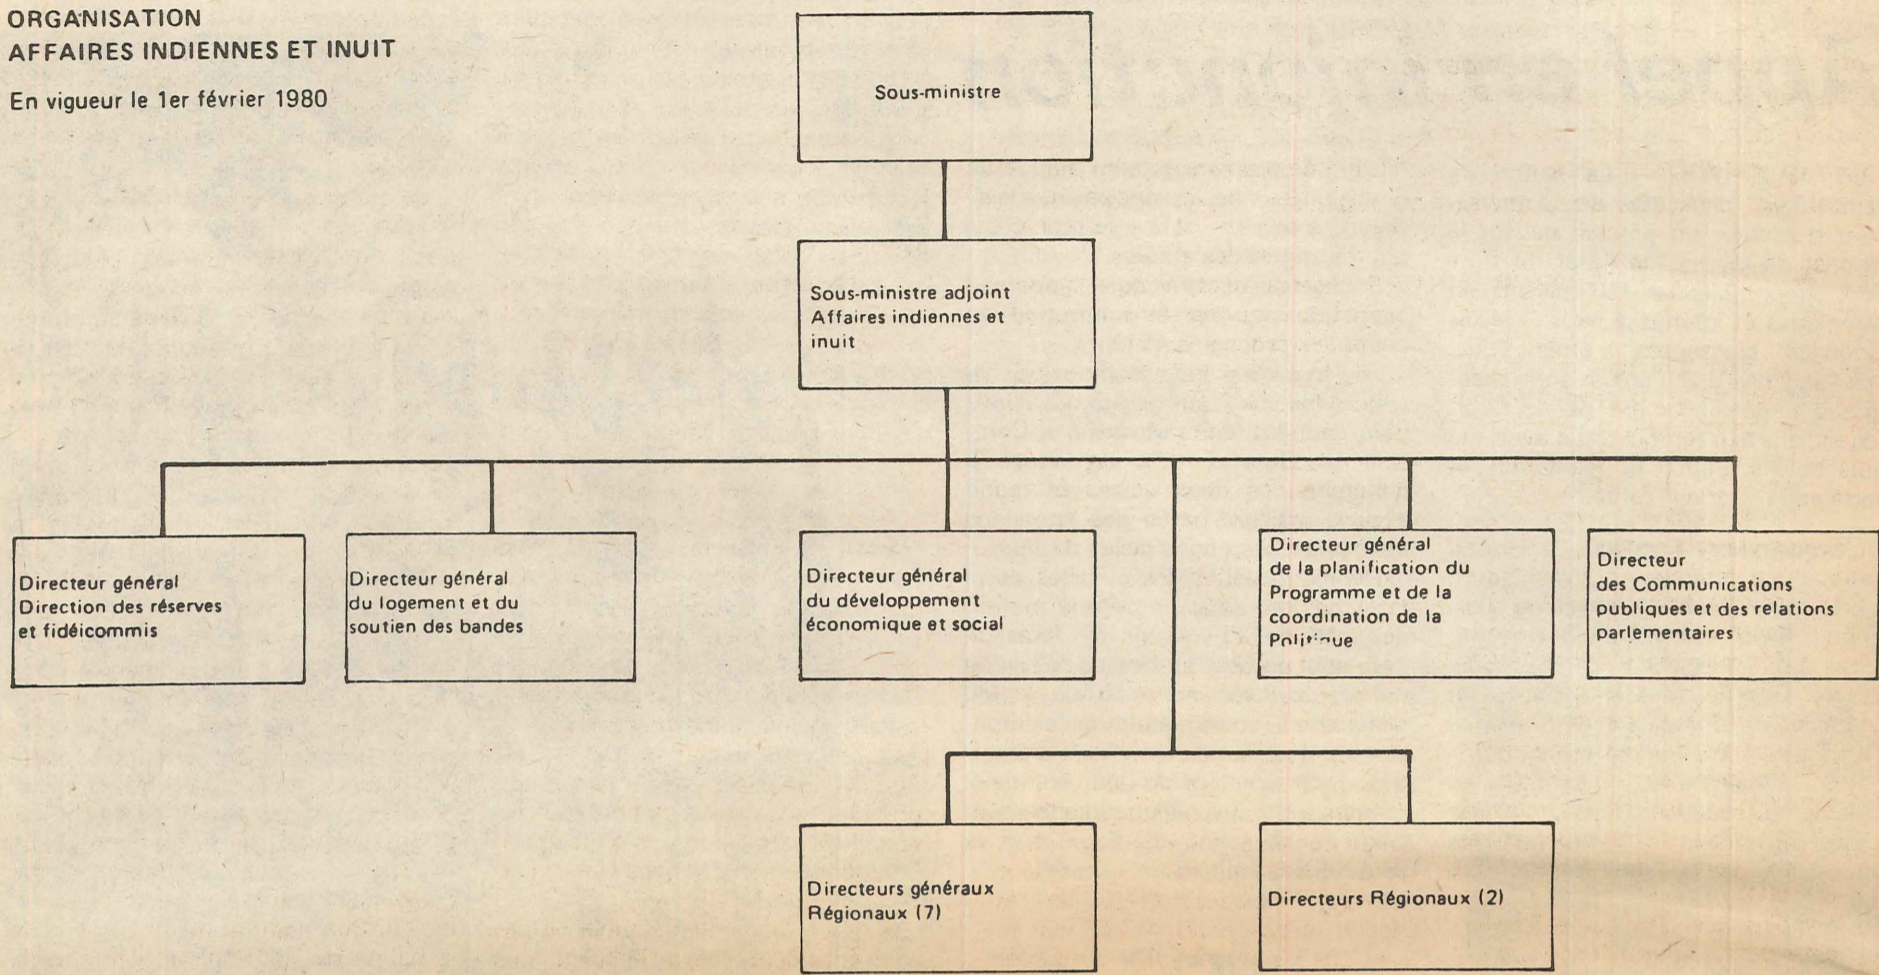 ORGANISATION
AFFAIRES INDIENNES ET INUIT
En vigueur le 1er février 1980
Sous-ministre
Sous-ministre adjoint
Affaires indiennes et
inuit
Directeur général
Direction des réserves
et fidéicommis
Directeur général
du logement et du
soutien des bandes
Directeur général
du développement
économique et social
Directeur général
de la planification du
Programme et de la
coordination de la
Politique
Directeur
des Communications
publiques et des relations
parlementaires
Directeurs généraux
Régionaux (7)
Directeurs Régionaux (2)